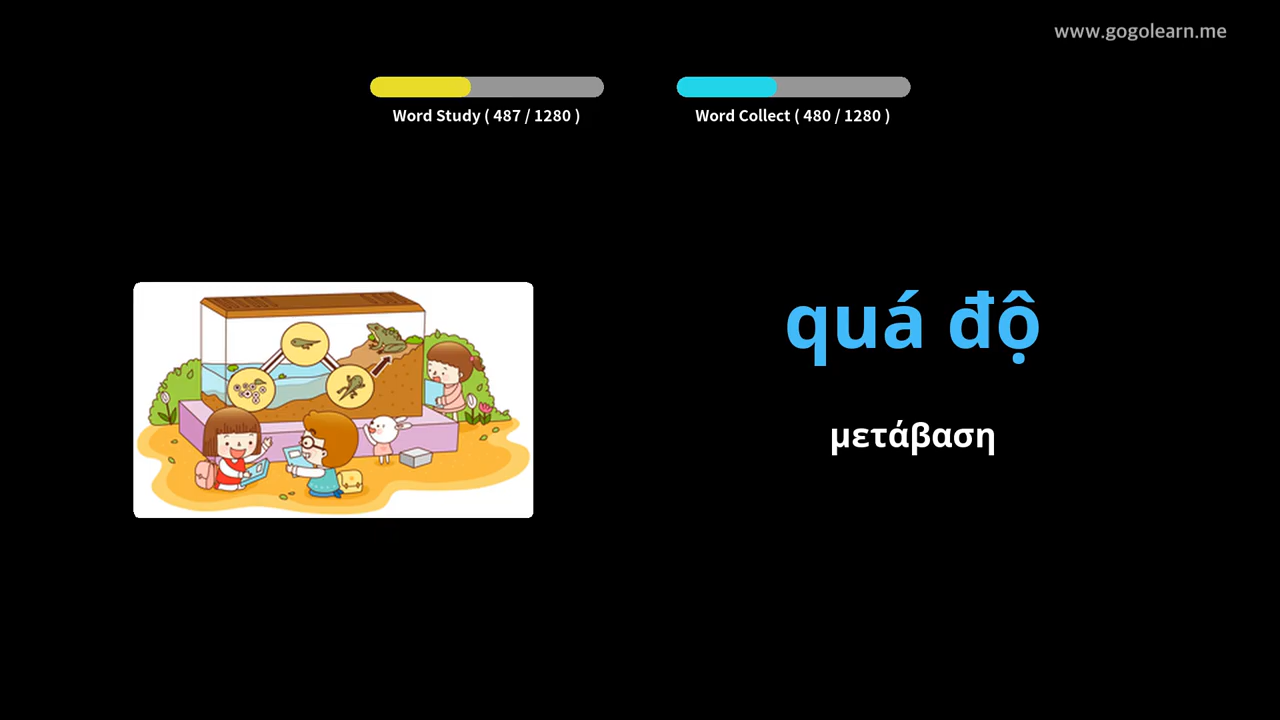 www.gogolearn.me
Word Study ( 487 / 1280 )
Word Collect ( 480 / 1280 )
quá độ
μετάβαση